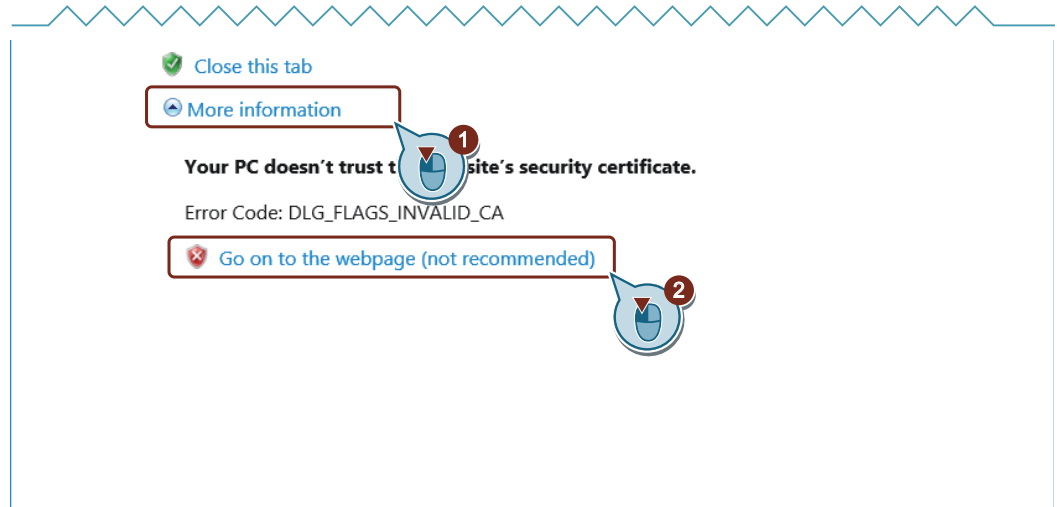 Close this tab
More information
1
Your PC doesn't trust t site's security certificate.
Error Code: DLG_FLAGS_INVALID_CA
Go on to the webpage (not recommended)
2